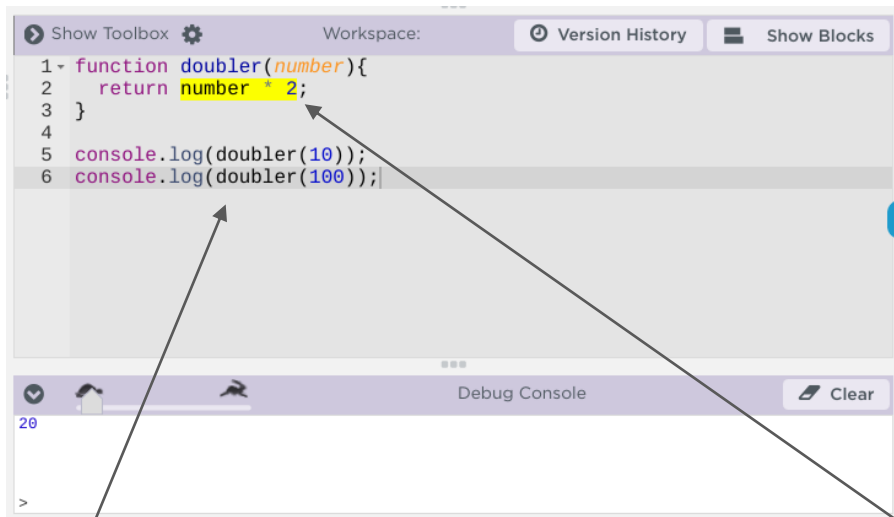 Show Toolbox Workspace: Version History Show Blocks
1 function doubler(number){
2 return number * 2;
3 }
4
5 console.log(doubler(10));
6 console.log(doubler(100));
Debug Console Clear
20
>